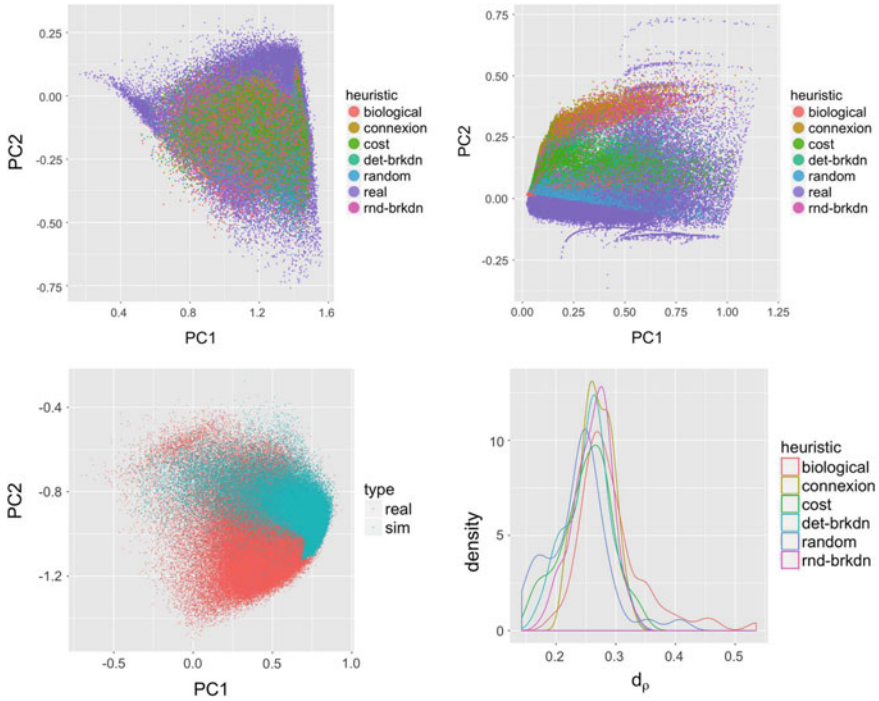 0.25
0.00
-0.25
-0.50
-0.75
PC2
0.4
0.8
1.2
1.6
PC1
heuristic
biological
connexion
cost
det-brkdn
random
real
rnd-brkdn
0.75
0.50
0.25
0.00
-0.25
PC2
0.00
0.25
0.50
0.75
1.00
1.25
PC1
heuristic
biological
connexion
cost
det-brkdn
random
real
rnd-brkdn
-0.4
-0.8
-1.2
PC2
-0.5
0.0
0.5
1.0
PC1
type
real
sim
10
5
0
density
0.2
0.3
0.4
0.5
dρ
heuristic
biological
connexion
cost
det-brkdn
random
rnd-brkdn